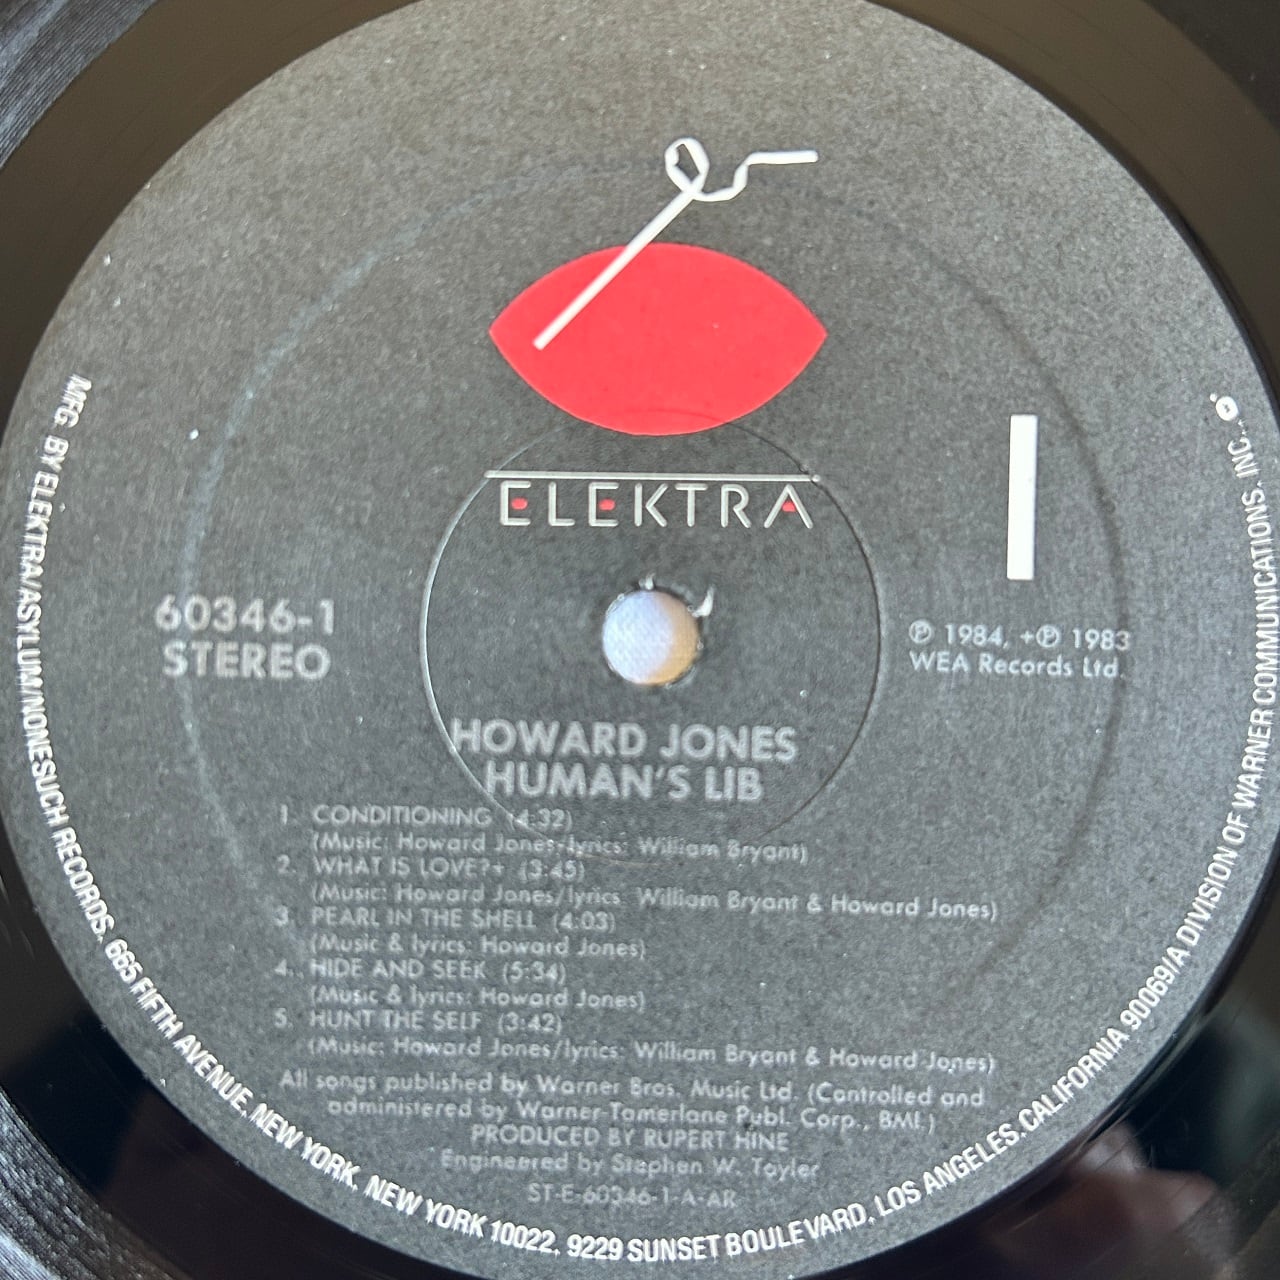 ELEKTRA
1
60346-1
STEREO
℗ 1984, +℗ 1983
WEA Records Ltd.
HOWARD JONES
HUMAN'S LIB
1. CONDITIONING (4:32)
(Music: Howard Jones-lyrics: William Bryant)
2. WHAT IS LOVE?+ (3:45)
(Music: Howard Jones/lyrics: William Bryant & Howard Jones)
3. PEARL IN THE SHELL (4:03)
(Music & lyrics: Howard Jones)
4. HIDE AND SEEK (5:34)
(Music & lyrics: Howard Jones)
5. HUNT THE SELF (3:42)
(Music: Howard Jones/lyrics: William Bryant & Howard Jones)
All songs published by Warner Bros. Music Ltd. (Controlled and
administered by Warner-Tamerlane Publ. Corp., BMI.)
PRODUCED BY RUPERT HINE
Engineered by Stephen W. Tayler
ST-E-60346-1-A-AR
MFG. BY ELEKTRA/ASYLUM/NONESUCH RECORDS, 665 FIFTH AVENUE, NEW YORK, NEW YORK 10022, 9229 SUNSET BOULEVARD, LOS ANGELES, CALIFORNIA 90069/A DIVISION OF WARNER COMMUNICATIONS, INC.